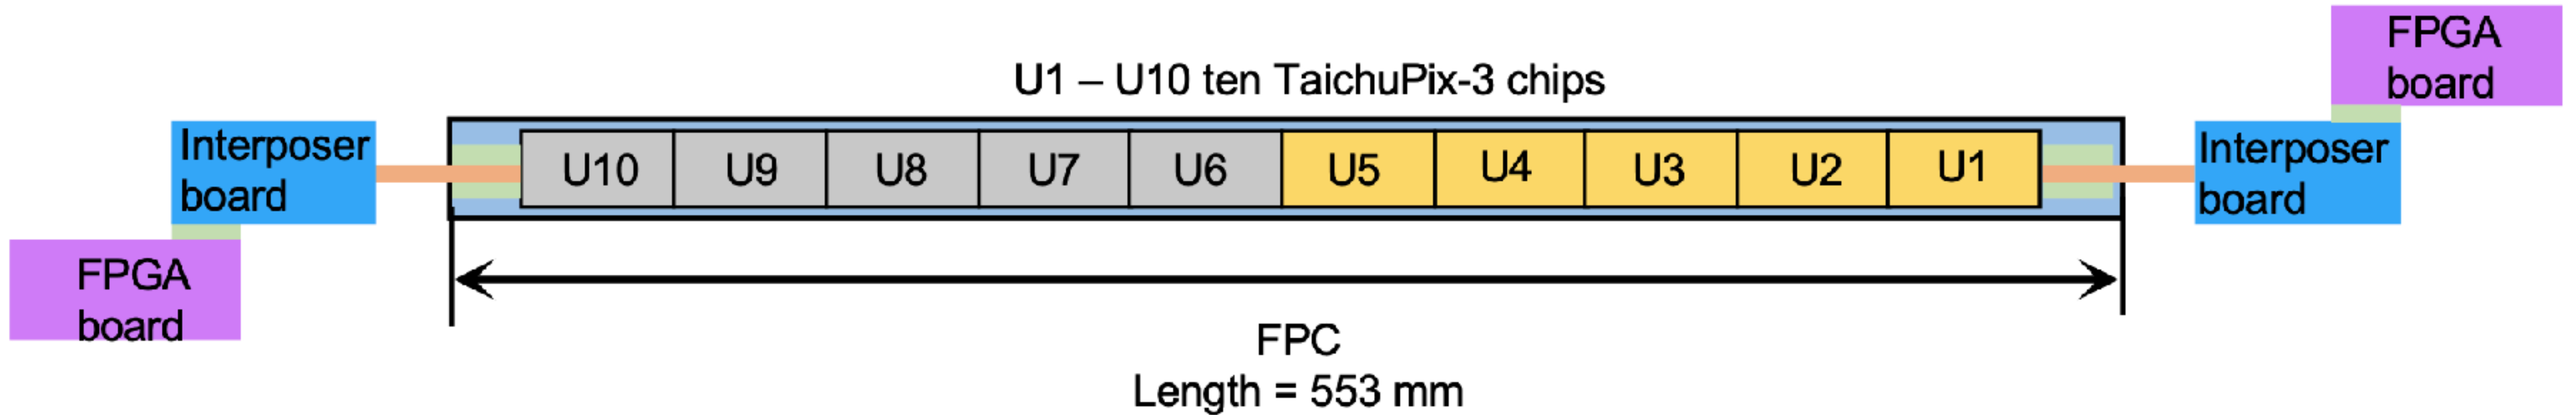 FPGA
board
U1 – U10 ten TaichuPix-3 chips
Interposer
board
U10 U9 U8 U7 U6 U5 U4 U3 U2 U1
Interposer
board
FPGA
board
FPC
Length = 553 mm